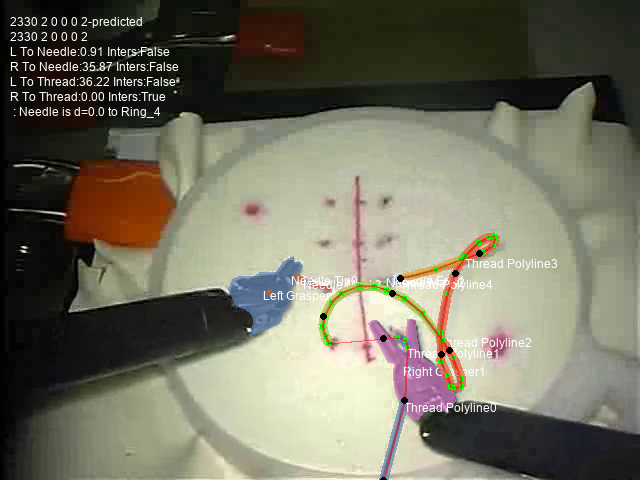 2330 2 0 0 0 2-predicted
2330 2 0 0 0 2
L To Needle:0.91 Inters:False
R To Needle:35.87 Inters:False
L To Thread:36.22 Inters:False
R To Thread:0.00 Inters:True
: Needle is d=0.0 to Ring_4
Thread Polyline3
Thread Polyline4
Left Grasper
Thread Polyline2
Polyline1
Right
Thread Polyline0